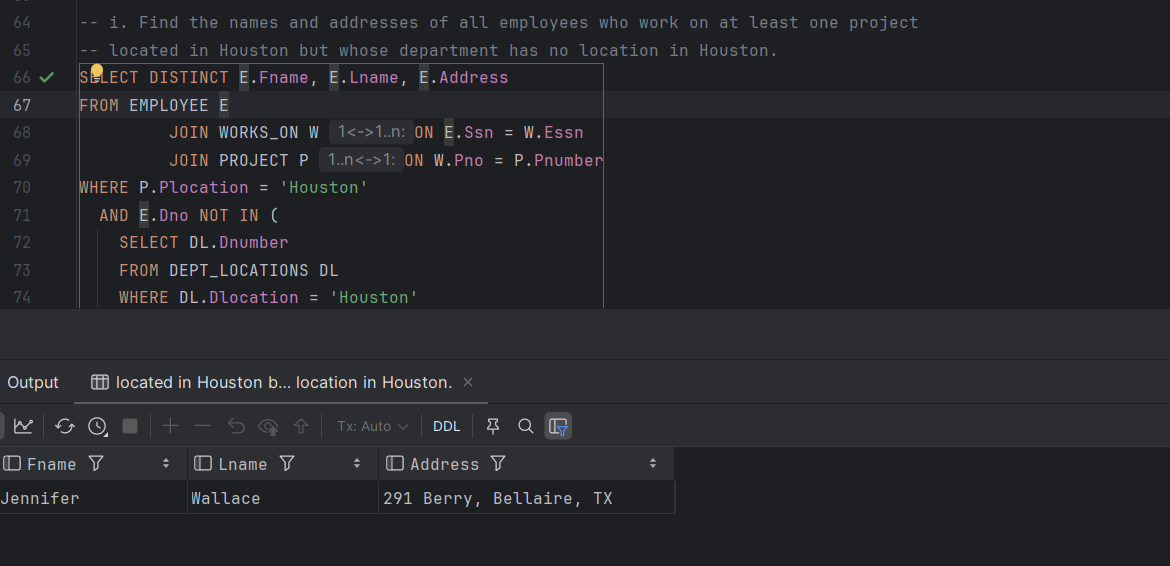 64 -- i. Find the names and addresses of all employees who work on at least one project
65 -- located in Houston but whose department has no location in Houston.
66 SELECT DISTINCT E.Fname, E.Lname, E.Address
67 FROM EMPLOYEE E
68 JOIN WORKS_ON W 1<->1..n: ON E.Ssn = W.Essn
69 JOIN PROJECT P 1..n<->1: ON W.Pno = P.Pnumber
70 WHERE P.Plocation = 'Houston'
71 AND E.Dno NOT IN (
72 SELECT DL.Dnumber
73 FROM DEPT_LOCATIONS DL
74 WHERE DL.Dlocation = 'Houston'
Output located in Houston b... location in Houston.
Tx: Auto DDL
Fname Lname Address
Jennifer Wallace 291 Berry, Bellaire, TX